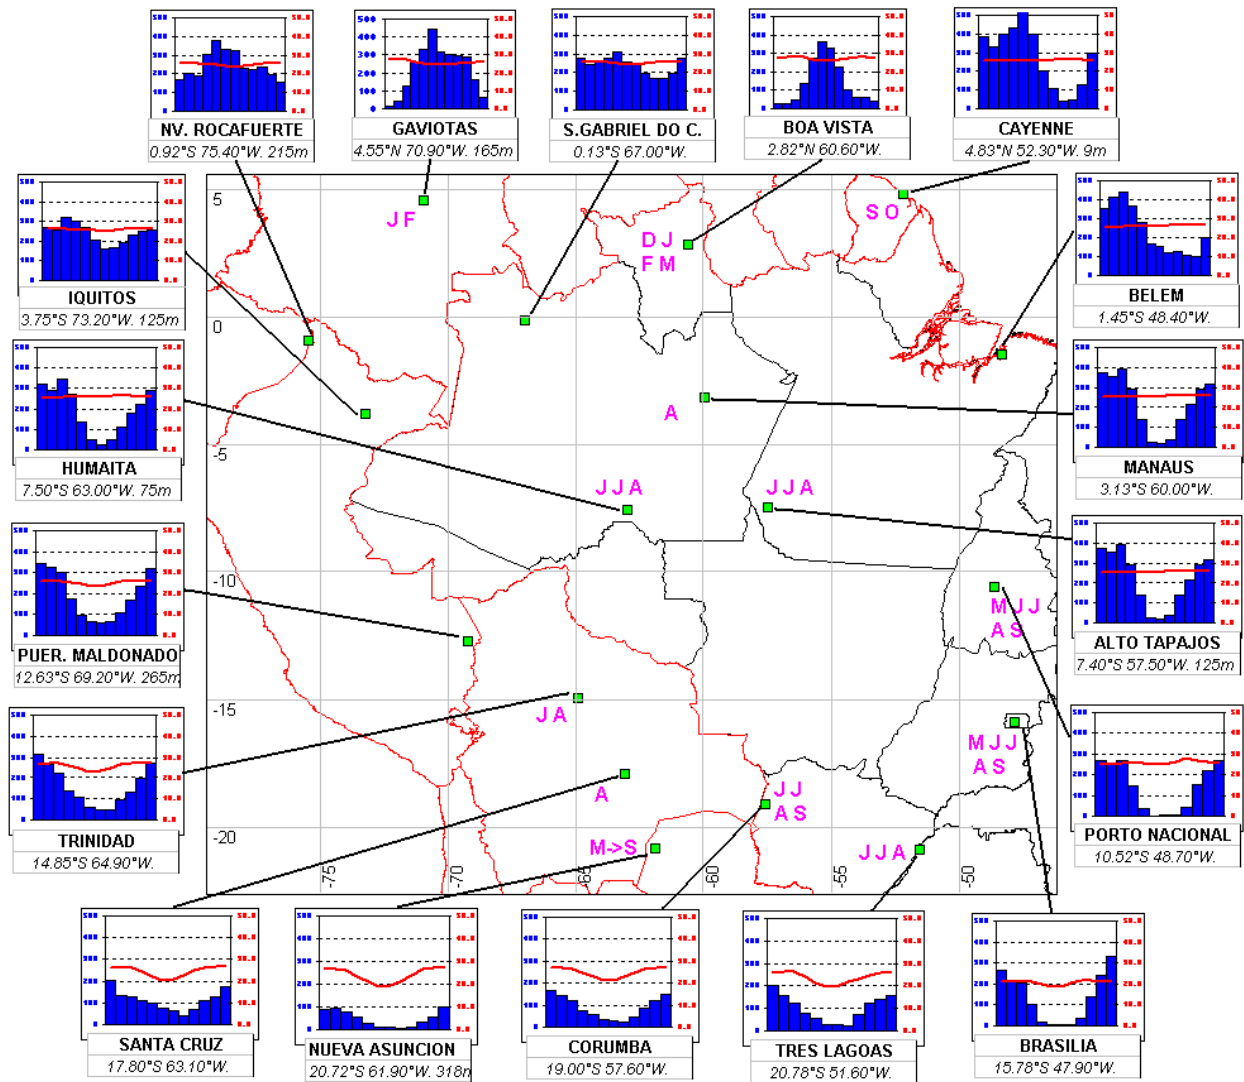 NV. ROCAFUERTE
0.92°S 75.40°W. 215m
GAVIOTAS
4.55°N 70.90°W. 165m
S.GABRIEL DO C.
0.13°S 67.00°W.
BOA VISTA
2.82°N 60.60°W.
CAYENNE
4.83°N 52.30°W. 9m
IQUITOS
3.75°S 73.20°W. 125m
BELEM
1.45°S 48.40°W.
HUMAITA
7.50°S 63.00°W. 75m
MANAUS
3.13°S 60.00°W.
PUER. MALDONADO
12.63°S 69.20°W. 265m
ALTO TAPAJOS
7.40°S 57.50°W. 125m
TRINIDAD
14.85°S 64.90°W.
PORTO NACIONAL
10.52°S 48.70°W.
SANTA CRUZ
17.80°S 63.10°W.
NUEVA ASUNCION
20.72°S 61.90°W. 318m
CORUMBA
19.00°S 57.60°W.
TRES LAGOAS
20.78°S 51.60°W.
BRASILIA
15.78°S 47.90°W.
5
0
-5
-10
-15
-20
-75
-70
-65
-60
-55
-50
J F
D J
F M
S O
A
J J A
J J A
M J J
A S
J A
M J J
A S
A
J J
A S
M->S
J J A